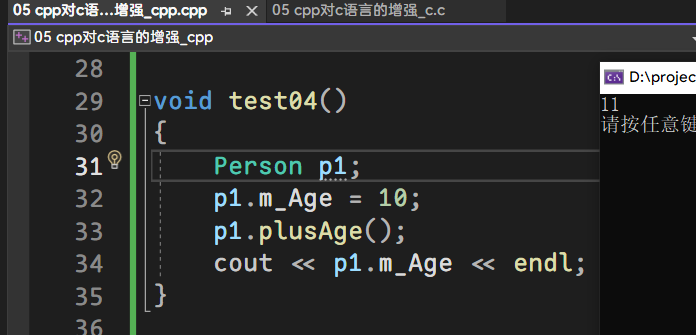 05 cpp对c语...增强_cpp.cpp
05 cpp对c语言的增强_c.c
05 cpp对c语言的增强_cpp
28
29 void test04()
30 {
31 Person p1;
32 p1.m_Age = 10;
33 p1.plusAge();
34 cout << p1.m_Age << endl;
35 }
36
D:\projec
11
请按任意键